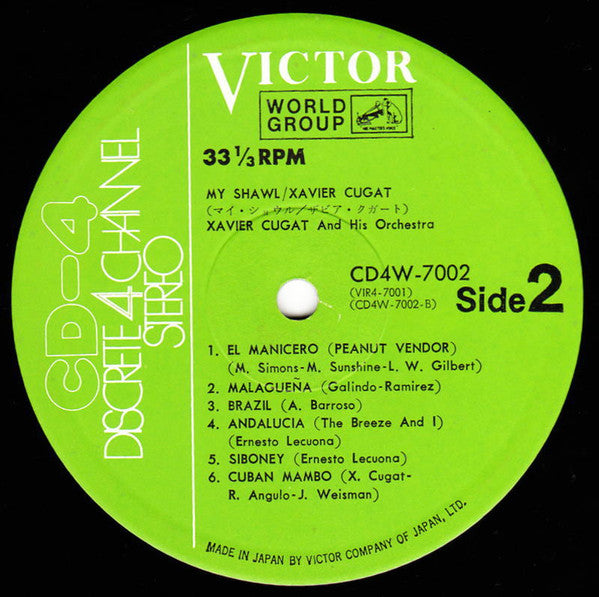 VICTOR
WORLD
GROUP
HIS MASTER'S VOICE
33 1/3 RPM
MY SHAWL/XAVIER CUGAT
(マイ・ショウル/ザビア・クガート)
XAVIER CUGAT And His Orchestra
CD4W-7002
(VIR4-7001)
(CD4W-7002-B)
Side 2
1. EL MANICERO (PEANUT VENDOR)
(M. Simons-M. Sunshine-L. W. Gilbert)
2. MALAGUEÑA (Galindo-Ramirez)
3. BRAZIL (A. Barroso)
4. ANDALUCIA (The Breeze And I)
(Ernesto Lecuona)
5. SIBONEY (Ernesto Lecuona)
6. CUBAN MAMBO (X. Cugat-
R. Angulo-J. Weisman)
MADE IN JAPAN BY VICTOR COMPANY OF JAPAN, LTD.
CD-4
DISCRETE 4 CHANNEL
STEREO